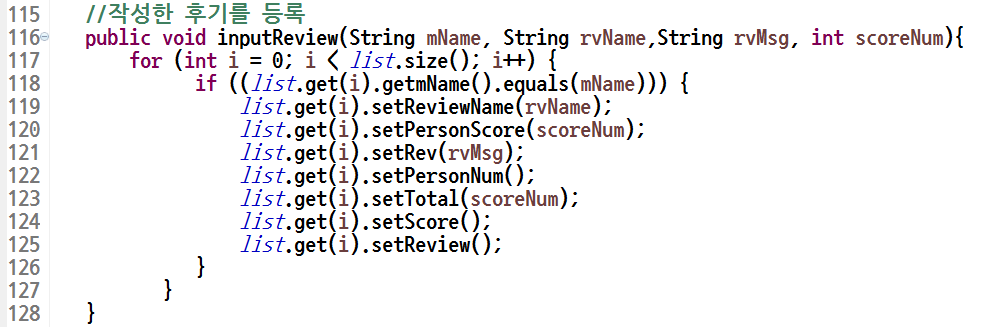 115 //작성한 후기를 등록
116 public void inputReview(String mName, String rvName,String rvMsg, int scoreNum){
117 for (int i = 0; i < list.size(); i++) {
118 if ((list.get(i).getmName().equals(mName))) {
119 list.get(i).setReviewName(rvName);
120 list.get(i).setPersonScore(scoreNum);
121 list.get(i).setRev(rvMsg);
122 list.get(i).setPersonNum();
123 list.get(i).setTotal(scoreNum);
124 list.get(i).setScore();
125 list.get(i).setReview();
126 }
127 }
128 }